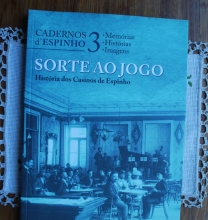 CADERNOS
d'ESPINHO
3
• Memórias
• Histórias
• Imagens
SORTE AO JOGO
História dos Casinos de Espinho